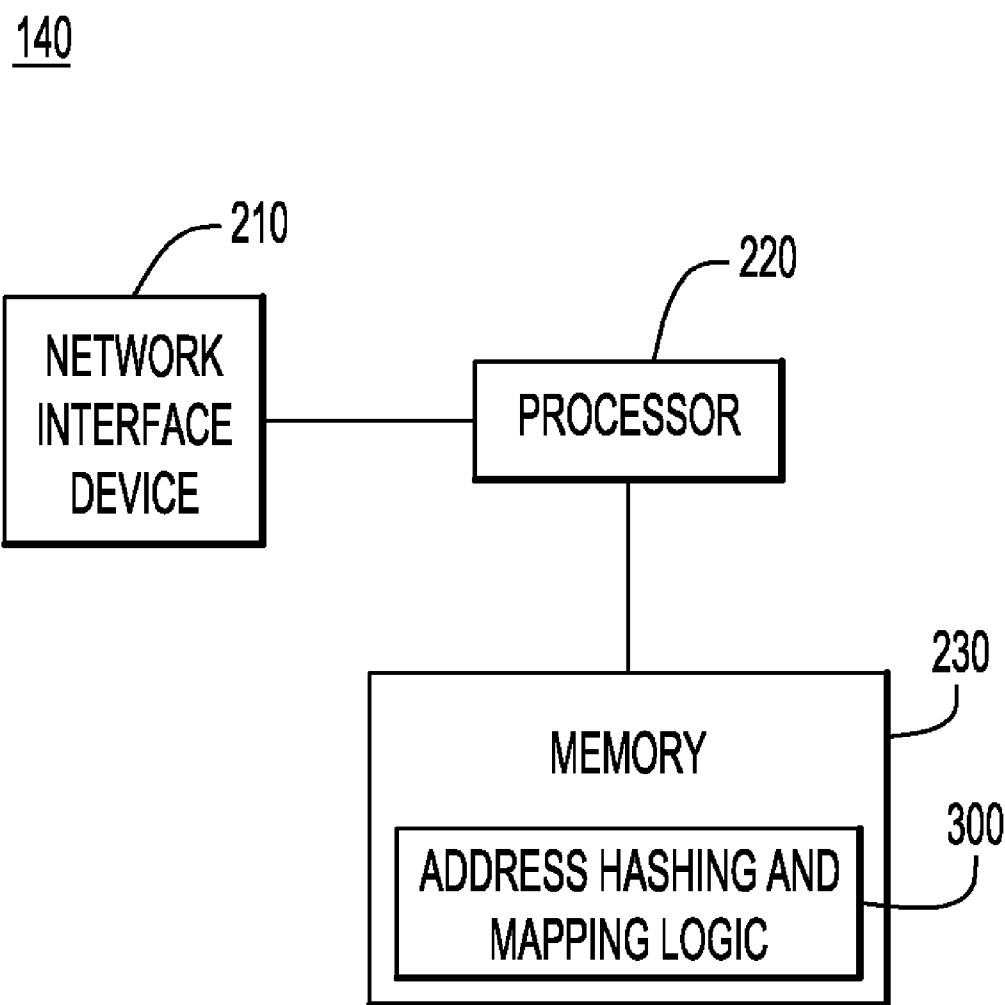 140
210
220
NETWORK
INTERFACE
DEVICE
PROCESSOR
230
MEMORY
300
ADDRESS HASHING AND
MAPPING LOGIC